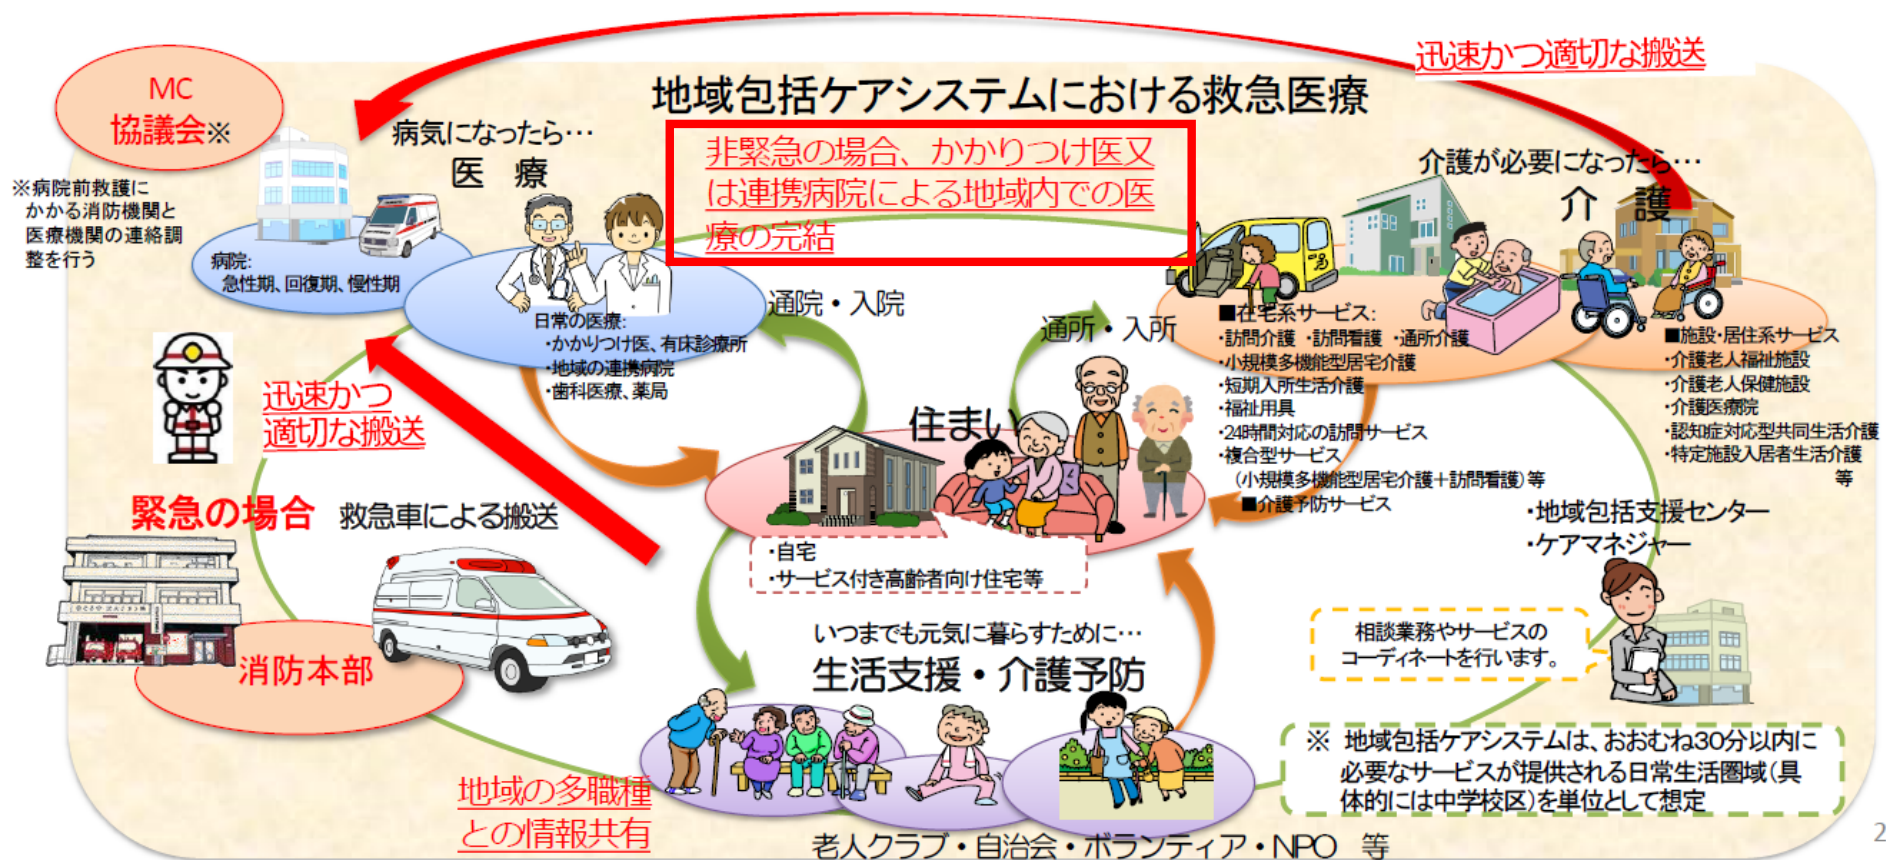 迅速かつ適切な搬送
MC
協議会※
地域包括ケアシステムにおける救急医療
病気になったら…
医 療
非緊急の場合、かかりつけ医又
は連携病院による地域内での医
療の完結
介護が必要になったら…
介 護
※病院前救護に
かかる消防機関と
医療機関の連絡調
整を行う
病院:
急性期、回復期、慢性期
日常の医療:
・かかりつけ医、有床診療所
・地域の連携病院
・歯科医療、薬局
通院・入院
通所・入所
■在宅系サービス:
・訪問介護 ・訪問看護 ・通所介護
・小規模多機能型居宅介護
・短期入所生活介護
・福祉用具
・24時間対応の訪問サービス
・複合型サービス
（小規模多機能型居宅介護＋訪問看護）等
■介護予防サービス
■施設・居住系サービス
・介護老人福祉施設
・介護老人保健施設
・介護医療院
・認知症対応型共同生活介護
・特定施設入居者生活介護
等
迅速かつ
適切な搬送
住まい
緊急の場合
救急車による搬送
・自宅
・サービス付き高齢者向け住宅等
・地域包括支援センター
・ケアマネジャー
相談業務やサービスの
コーディネートを行います。
消防本部
いつまでも元気に暮らすために…
生活支援・介護予防
※ 地域包括ケアシステムは、おおむね30分以内に
必要なサービスが提供される日常生活圏域（具
体的には中学校区）を単位として想定
地域の多職種
との情報共有
老人クラブ・自治会・ボランティア・NPO 等
2